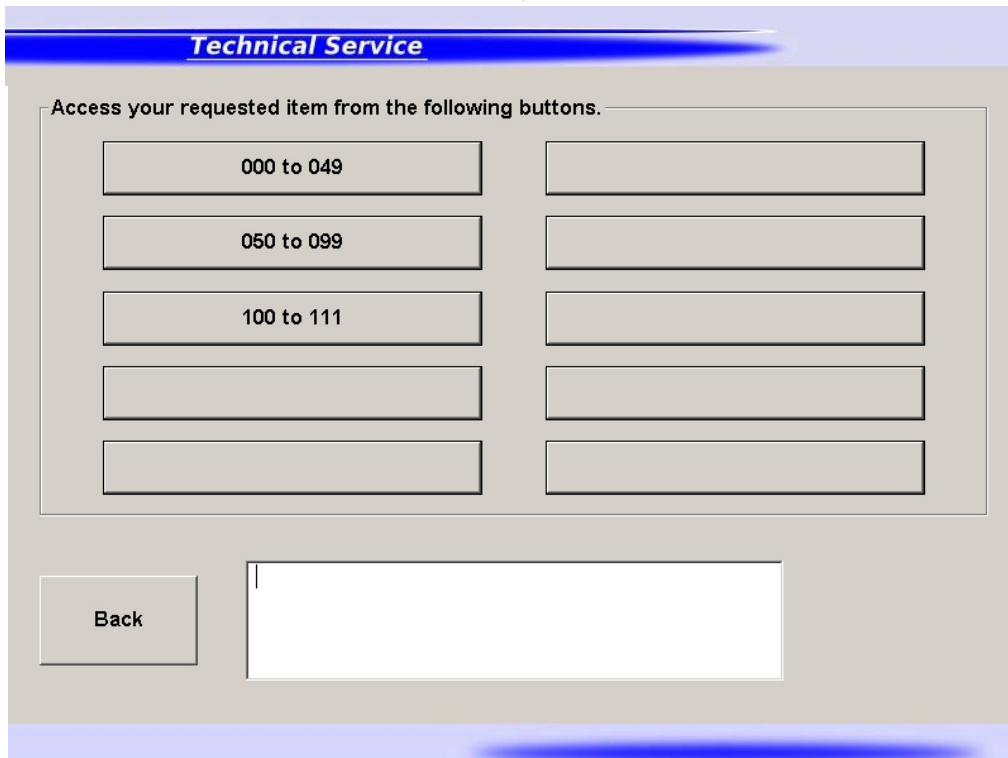 Technical Service
Access your requested item from the following buttons.
000 to 049
050 to 099
100 to 111
Back